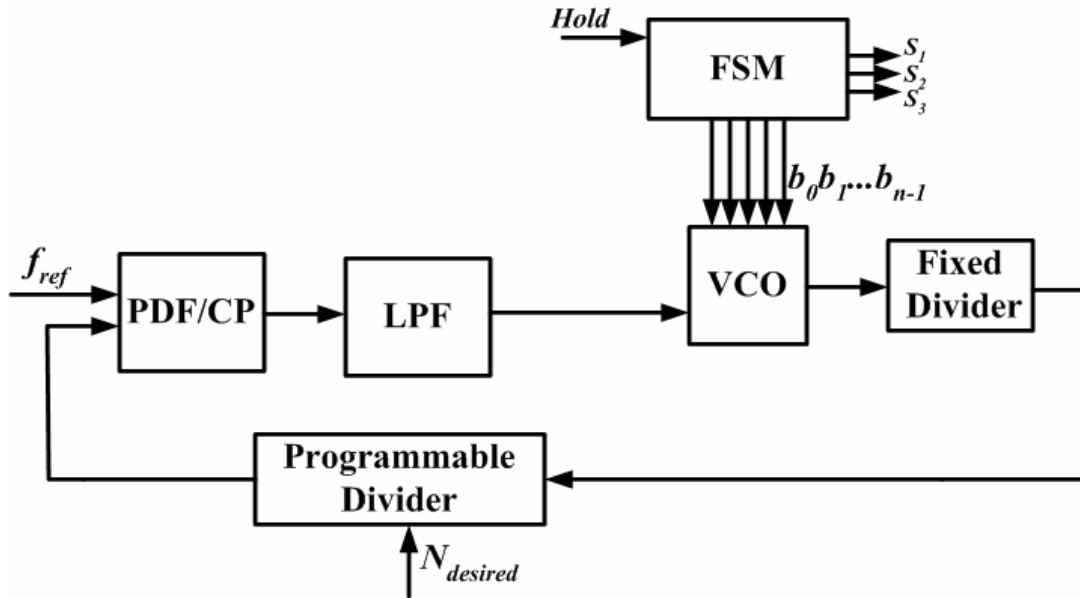 Hold
FSM
S1
S2
S3
b0b1...bn-1
fref
PDF/CP
LPF
VCO
Fixed
Divider
Programmable
Divider
Ndesired